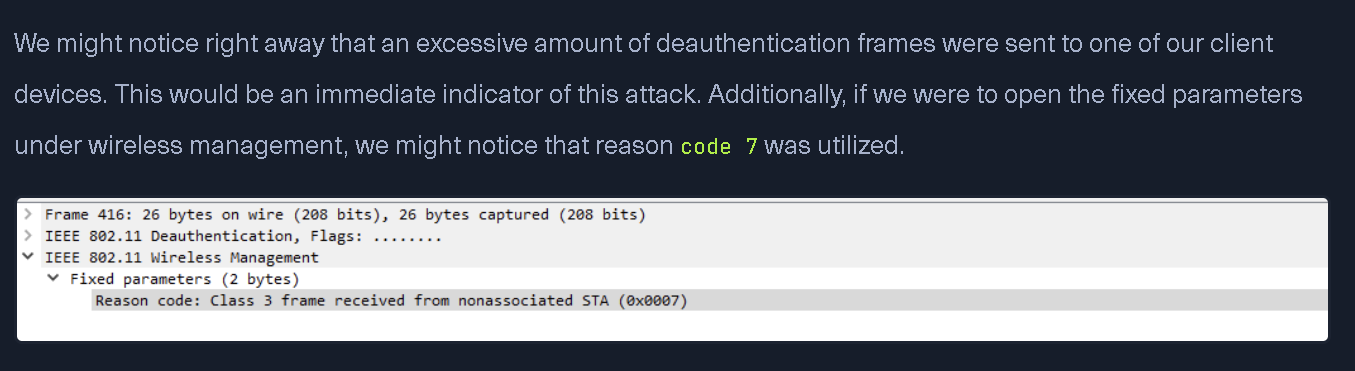 We might notice right away that an excessive amount of deauthentication frames were sent to one of our client
devices. This would be an immediate indicator of this attack. Additionally, if we were to open the fixed parameters
under wireless management, we might notice that reason code 7 was utilized.
Frame 416: 26 bytes on wire (208 bits), 26 bytes captured (208 bits)
IEEE 802.11 Deauthentication, Flags: ........
IEEE 802.11 Wireless Management
Fixed parameters (2 bytes)
Reason code: Class 3 frame received from nonassociated STA (0x0007)